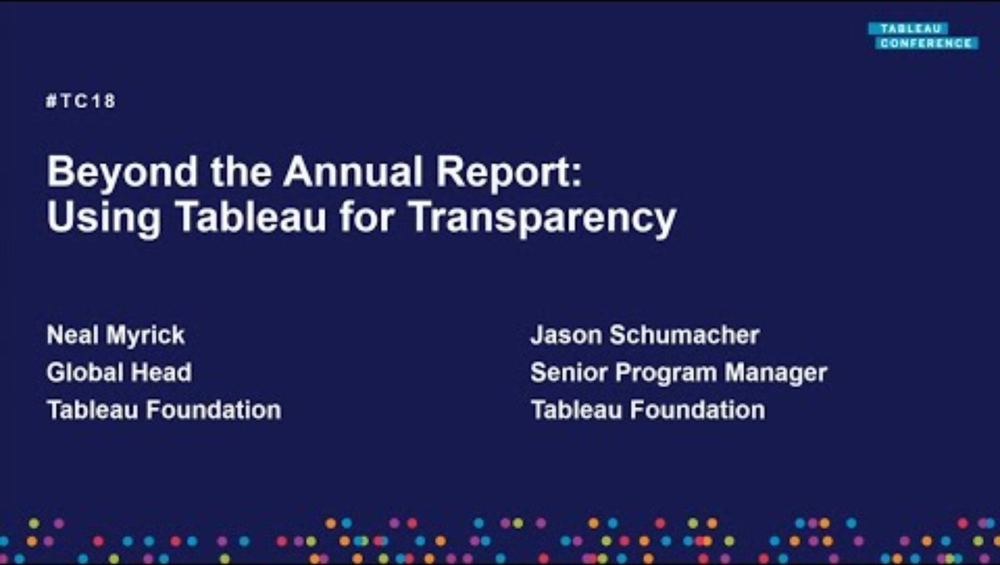 TABLEAU
CONFERENCE
#TC18
Beyond the Annual Report:
Using Tableau for Transparency
Neal Myrick
Global Head
Tableau Foundation
Jason Schumacher
Senior Program Manager
Tableau Foundation